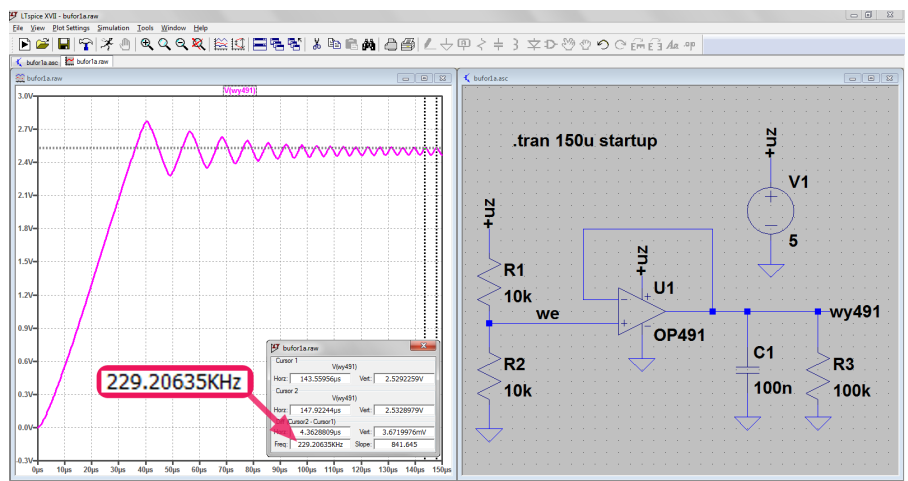 LTspice XVII - bufor1a.raw
File View Plot Settings Simulation Tools Window Help
bufor1a.asc bufor1a.raw
bufor1a.raw
V(wy491)
3.0V
2.7V
2.4V
2.1V
1.8V
1.5V
1.2V
0.9V
0.6V
0.3V
0.0V
-0.3V
0µs 10µs 20µs 30µs 40µs 50µs 60µs 70µs 80µs 90µs 100µs 110µs 120µs 130µs 140µs 150µs
229.20635KHz
bufor1a.raw
Cursor 1
V(wy491)
Horz: 143.55956µs Vert: 2.5292259V
Cursor 2
V(wy491)
Horz: 147.92244µs Vert: 2.5328979V
(Cursor2 - Cursor1)
4.3628809µs Vert: 3.6719976mV
Freq: 229.20635KHz Slope: 841.645
bufor1a.asc
.tran 150u startup
+uz
V1
5
+uz
R1
10k
we
R2
10k
+uz
U1
OP491
wy491
C1
100n
R3
100k